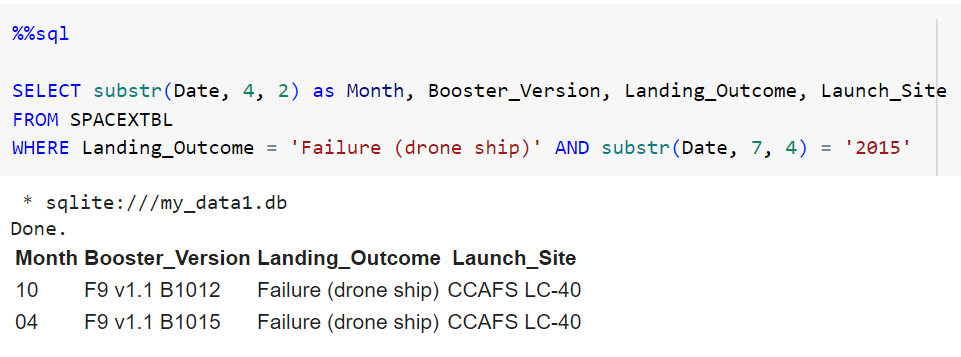 %%sql
SELECT substr(Date, 4, 2) as Month, Booster_Version, Landing_Outcome, Launch_Site
FROM SPACEXTBL
WHERE Landing_Outcome = 'Failure (drone ship)' AND substr(Date, 7, 4) = '2015'
* sqlite:///my_data1.db
Done.
Month Booster_Version Landing_Outcome Launch_Site
10 F9 v1.1 B1012 Failure (drone ship) CCAFS LC-40
04 F9 v1.1 B1015 Failure (drone ship) CCAFS LC-40